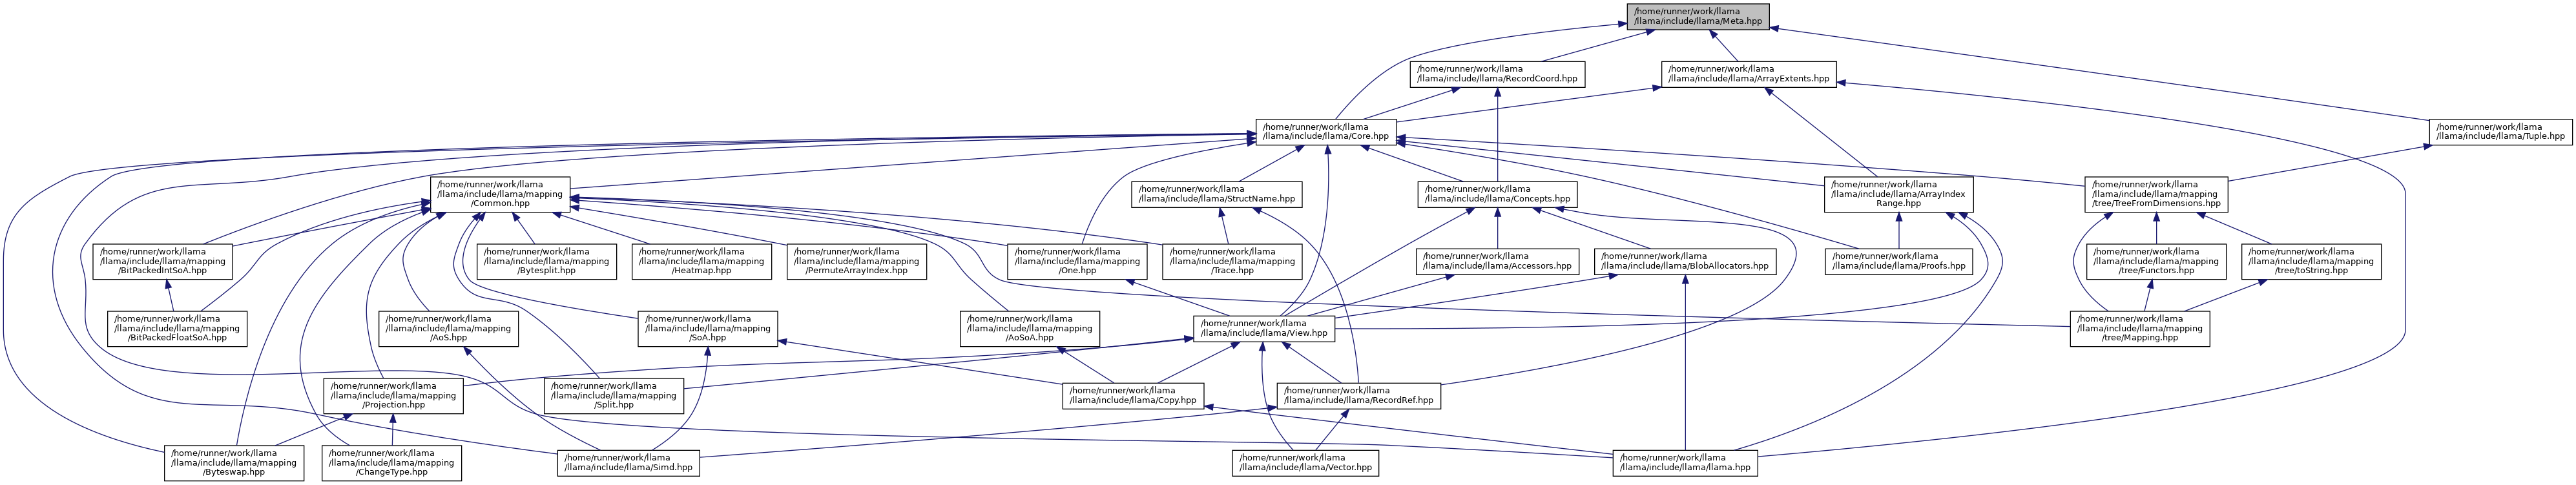 /home/runner/work/llama
/llama/include/llama/Meta.hpp
/home/runner/work/llama
/llama/include/llama/RecordCoord.hpp
/home/runner/work/llama
/llama/include/llama/ArrayExtents.hpp
/home/runner/work/llama
/llama/include/llama/Core.hpp
/home/runner/work/llama
/llama/include/llama/Tuple.hpp
/home/runner/work/llama
/llama/include/llama/mapping
/Common.hpp
/home/runner/work/llama
/llama/include/llama/StructName.hpp
/home/runner/work/llama
/llama/include/llama/Concepts.hpp
/home/runner/work/llama
/llama/include/llama/ArrayIndex
Range.hpp
/home/runner/work/llama
/llama/include/llama/mapping
/tree/TreeFromDimensions.hpp
/home/runner/work/llama
/llama/include/llama/mapping
/BitPackedIntSoA.hpp
/home/runner/work/llama
/llama/include/llama/mapping
/Bytesplit.hpp
/home/runner/work/llama
/llama/include/llama/mapping
/Heatmap.hpp
/home/runner/work/llama
/llama/include/llama/mapping
/PermuteArrayIndex.hpp
/home/runner/work/llama
/llama/include/llama/mapping
/One.hpp
/home/runner/work/llama
/llama/include/llama/mapping
/Trace.hpp
/home/runner/work/llama
/llama/include/llama/Accessors.hpp
/home/runner/work/llama
/llama/include/llama/BlobAllocators.hpp
/home/runner/work/llama
/llama/include/llama/Proofs.hpp
/home/runner/work/llama
/llama/include/llama/mapping
/tree/Functors.hpp
/home/runner/work/llama
/llama/include/llama/mapping
/tree/toString.hpp
/home/runner/work/llama
/llama/include/llama/mapping
/BitPackedFloatSoA.hpp
/home/runner/work/llama
/llama/include/llama/mapping
/AoS.hpp
/home/runner/work/llama
/llama/include/llama/mapping
/SoA.hpp
/home/runner/work/llama
/llama/include/llama/mapping
/AoSoA.hpp
/home/runner/work/llama
/llama/include/llama/View.hpp
/home/runner/work/llama
/llama/include/llama/mapping
/tree/Mapping.hpp
/home/runner/work/llama
/llama/include/llama/mapping
/Projection.hpp
/home/runner/work/llama
/llama/include/llama/mapping
/Split.hpp
/home/runner/work/llama
/llama/include/llama/Copy.hpp
/home/runner/work/llama
/llama/include/llama/RecordRef.hpp
/home/runner/work/llama
/llama/include/llama/mapping
/Byteswap.hpp
/home/runner/work/llama
/llama/include/llama/mapping
/ChangeType.hpp
/home/runner/work/llama
/llama/include/llama/Simd.hpp
/home/runner/work/llama
/llama/include/llama/Vector.hpp
/home/runner/work/llama
/llama/include/llama/llama.hpp